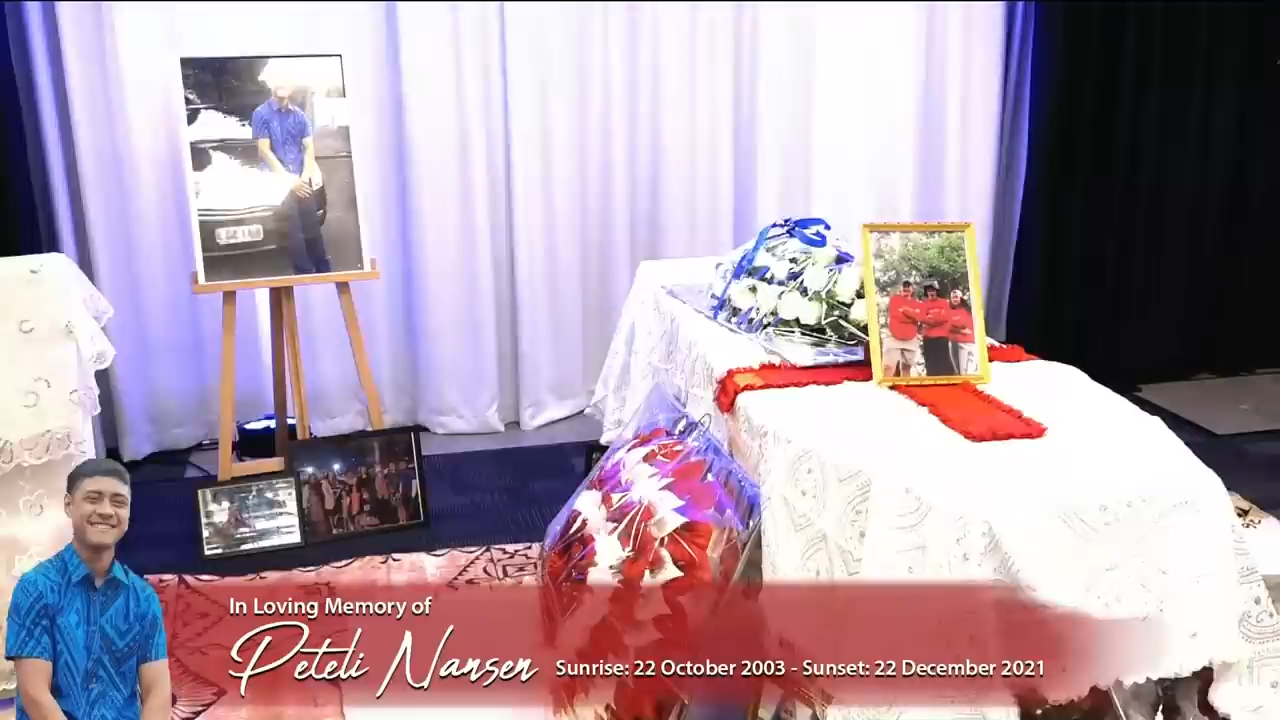 In Loving Memory of
Peteli Nansen
Sunrise: 22 October 2003 - Sunset: 22 December 2021